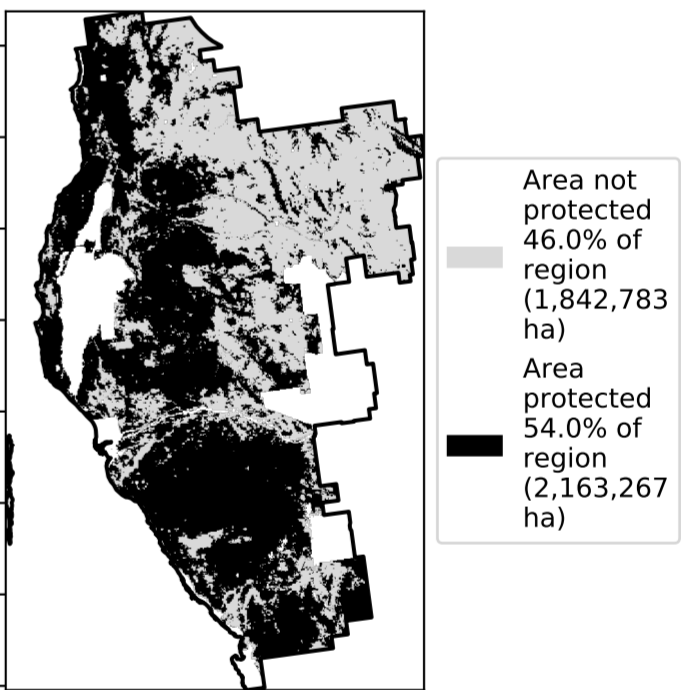 Area not
protected
46.0% of
region
(1,842,783
ha)
Area
protected
54.0% of
region
(2,163,267
ha)